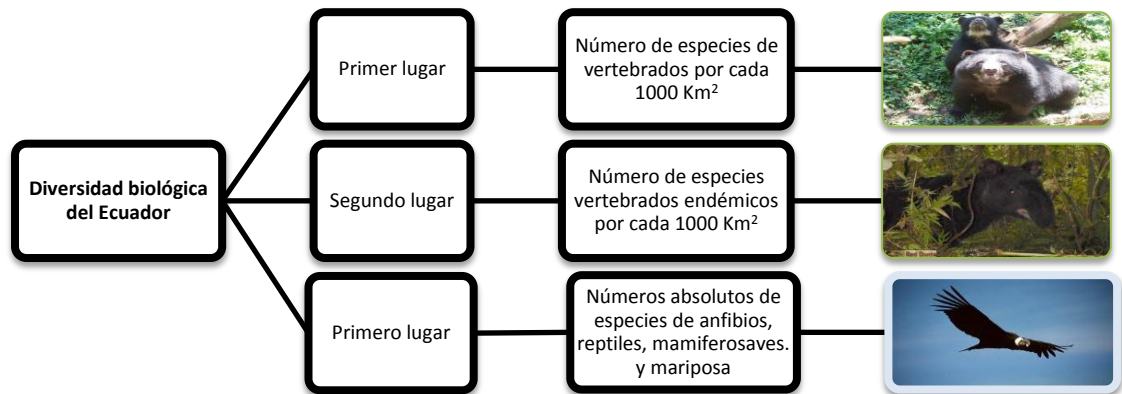 Diversidad biológica
del Ecuador
Primer lugar
Número de especies de
vertebrados por cada
1000 Km²
Segundo lugar
Número de especies
vertebrados endémicos
por cada 1000 Km²
Primero lugar
Números absolutos de
especies de anfibios,
reptiles, mamiferosaves.
y mariposa